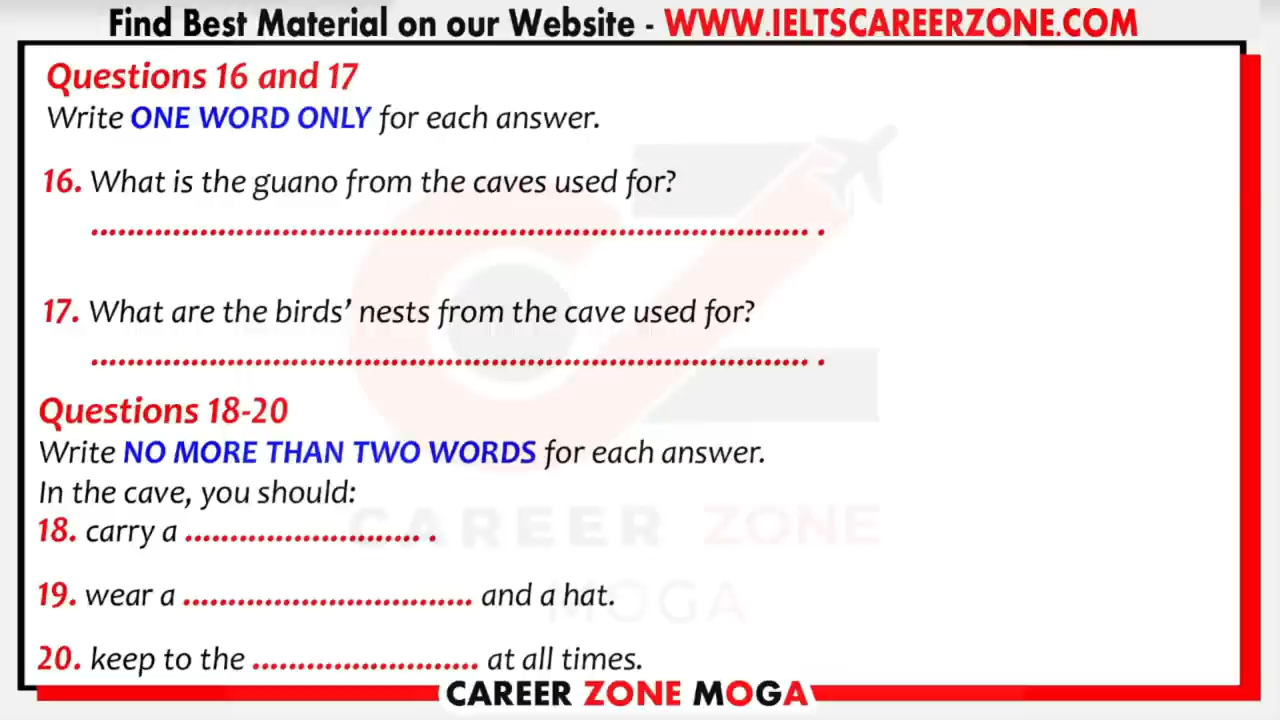 Find Best Material on our Website - WWW.IELTSCAREERZONE.COM
Questions 16 and 17
Write ONE WORD ONLY for each answer.
16. What is the guano from the caves used for?
................................................................................ .
17. What are the birds’ nests from the cave used for?
................................................................................ .
Questions 18-20
Write NO MORE THAN TWO WORDS for each answer.
In the cave, you should:
18. carry a .......................... .
CAREER ZONE
19. wear a ................................ and a hat.
MOGA
20. keep to the ......................... at all times.
CAREER ZONE MOGA